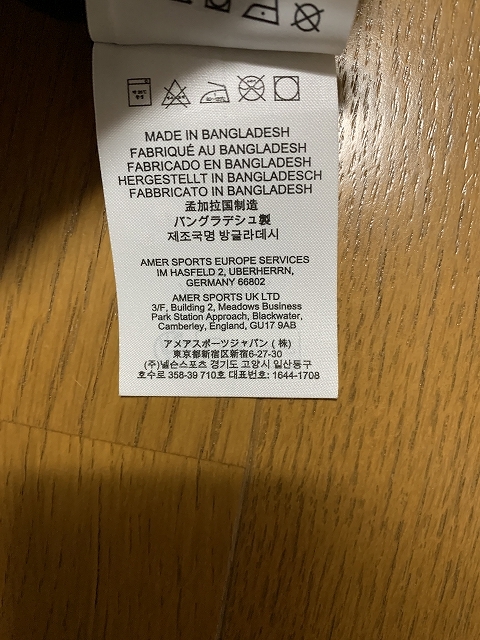 MADE IN BANGLADESH
FABRIQUÉ AU BANGLADESH
FABRICADO EN BANGLADESH
HERGESTELLT IN BANGLADESCH
FABBRICATO IN BANGLADESH
孟加拉国制造
バングラデシュ製
제조국명 방글라데시
AMER SPORTS EUROPE SERVICES
IM HASFELD 2, UBERHERRN,
GERMANY 66802
AMER SPORTS UK LTD
3/F, Building 2, Meadows Business
Park Station Approach, Blackwater,
Camberley, England, GU17 9AB
アメアスポーツジャパン (株)
東京都新宿区新宿6-27-30
(주)넬슨스포츠 경기도 고양시 일산동구
호수로 358-39 710호 대표번호: 1644-1708